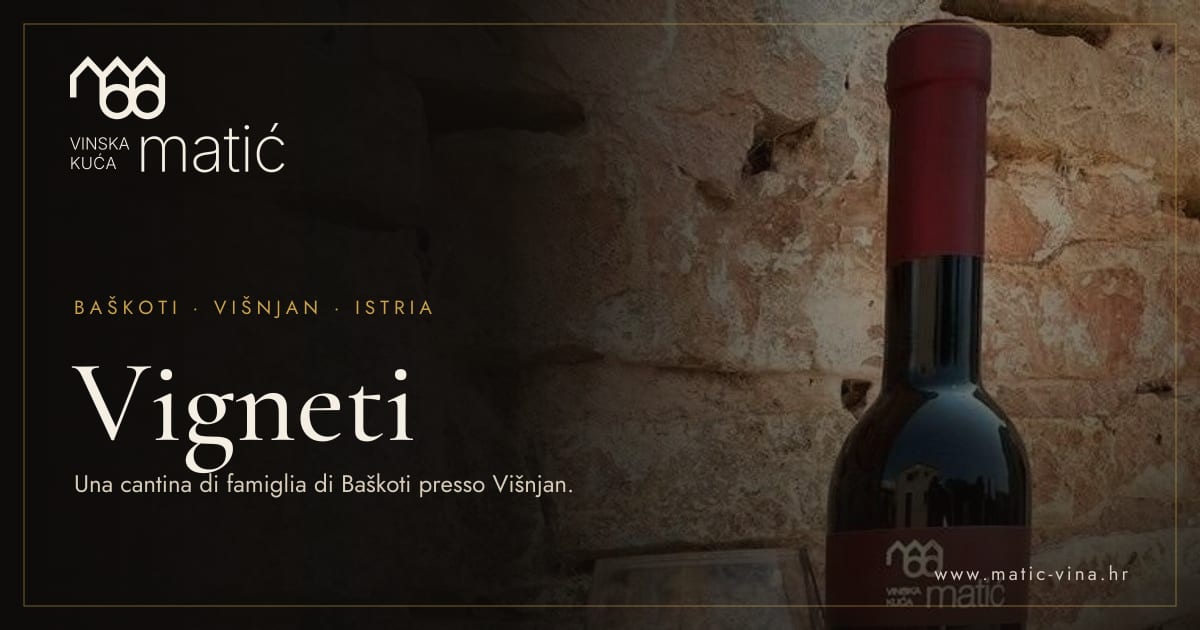 VINSKA
KUĆA matić
BAŠKOTI · VIŠNJAN · ISTRIA
Vigneti
Una cantina di famiglia di Baškoti presso Višnjan.
www.matic-vina.hr
VINSKA
KUĆA matić